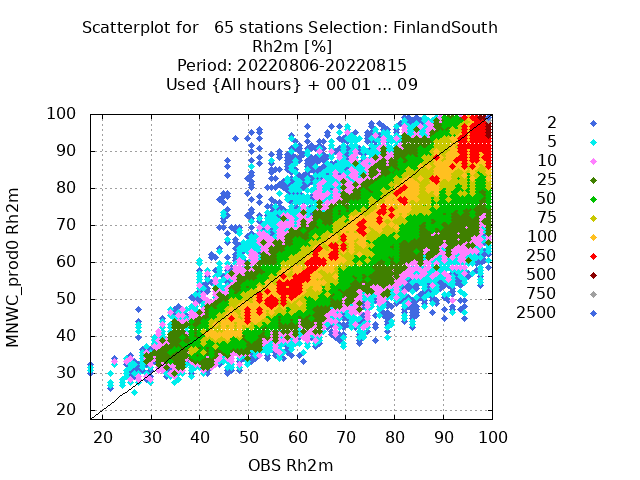 Scatterplot for   65 stations Selection: FinlandSouth
Rh2m [%]
Period: 20220806-20220815
Used {All hours} + 00 01 ... 09
MNWC_prod0 Rh2m
100
90
80
70
60
50
40
30
20
20 30 40 50 60 70 80 90 100
OBS Rh2m
2
5
10
25
50
75
100
250
500
750
2500